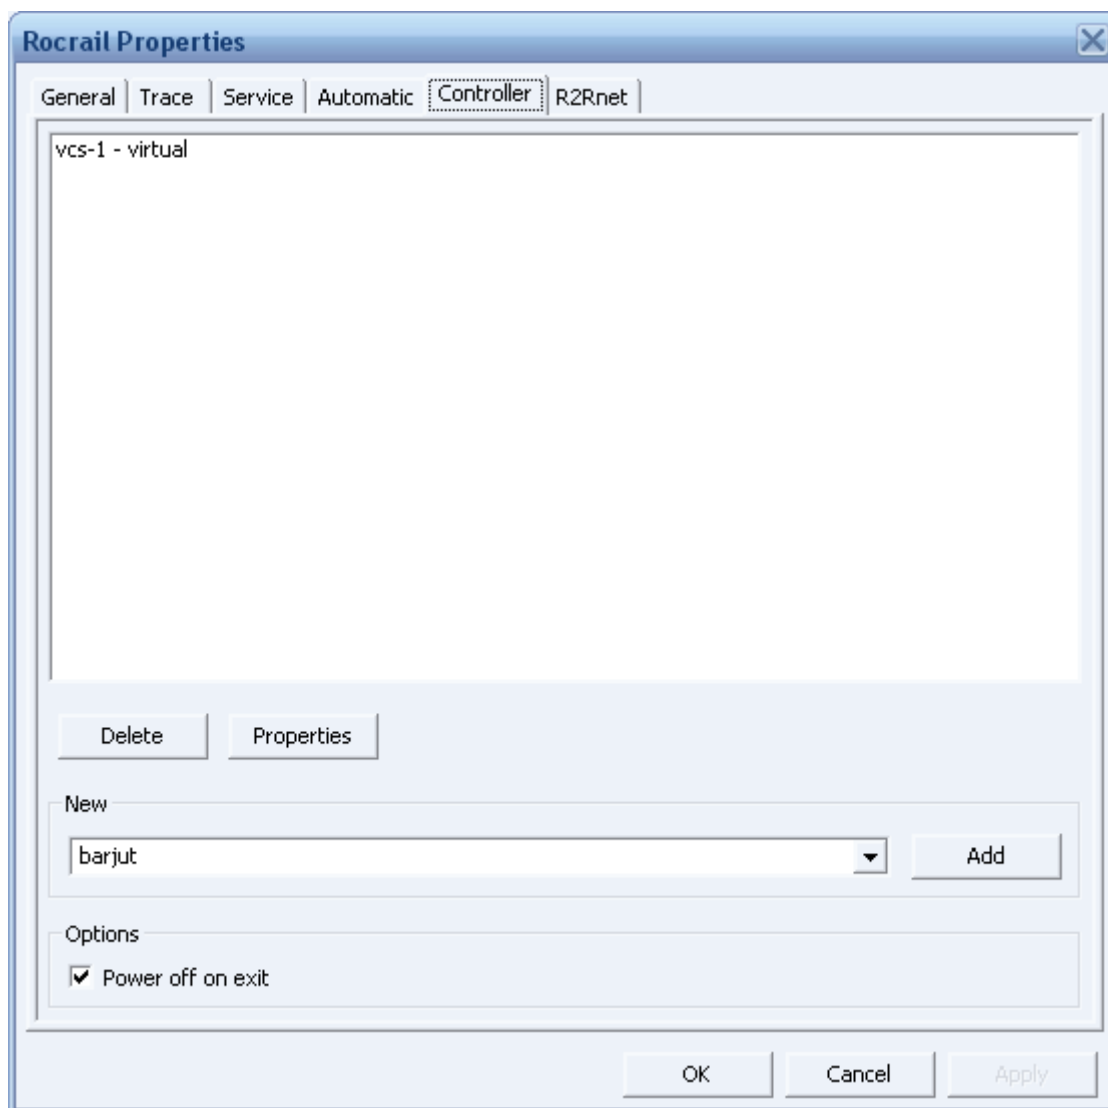 Rocrail Properties
General Trace Service Automatic Controller R2Rnet
vcs-1 - virtual
Delete Properties
New
barjut Add
Options
Power off on exit
OK Cancel Apply